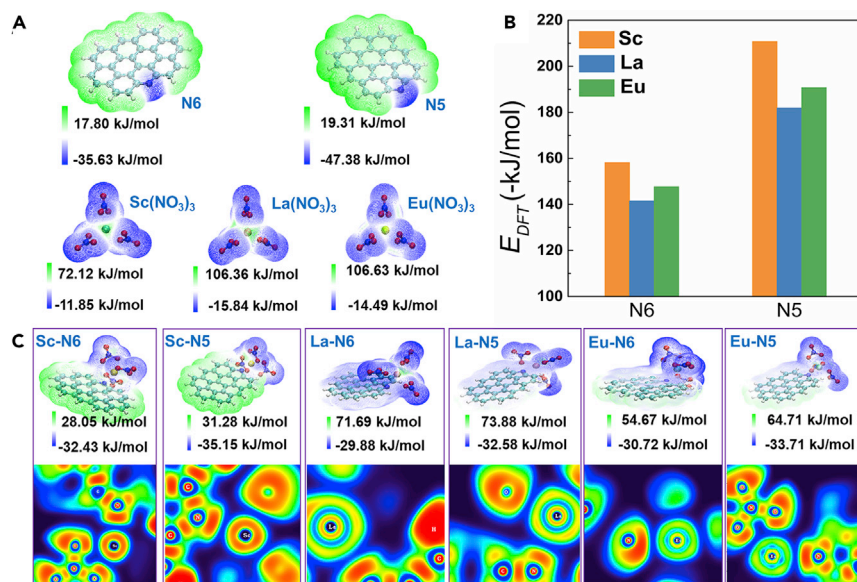 A
N6
N5
17.80 kJ/mol
-35.63 kJ/mol
19.31 kJ/mol
-47.38 kJ/mol
Sc(NO3)3
La(NO3)3
Eu(NO3)3
72.12 kJ/mol
-11.85 kJ/mol
106.36 kJ/mol
-15.84 kJ/mol
106.63 kJ/mol
-14.49 kJ/mol
B
Sc
La
Eu
E_DFT (-kJ/mol)
220
200
180
160
140
120
100
N6
N5
C
Sc-N6
Sc-N5
La-N6
La-N5
Eu-N6
Eu-N5
28.05 kJ/mol
-32.43 kJ/mol
31.28 kJ/mol
-35.15 kJ/mol
71.69 kJ/mol
-29.88 kJ/mol
73.88 kJ/mol
-32.58 kJ/mol
54.67 kJ/mol
-30.72 kJ/mol
64.71 kJ/mol
-33.71 kJ/mol
Sc